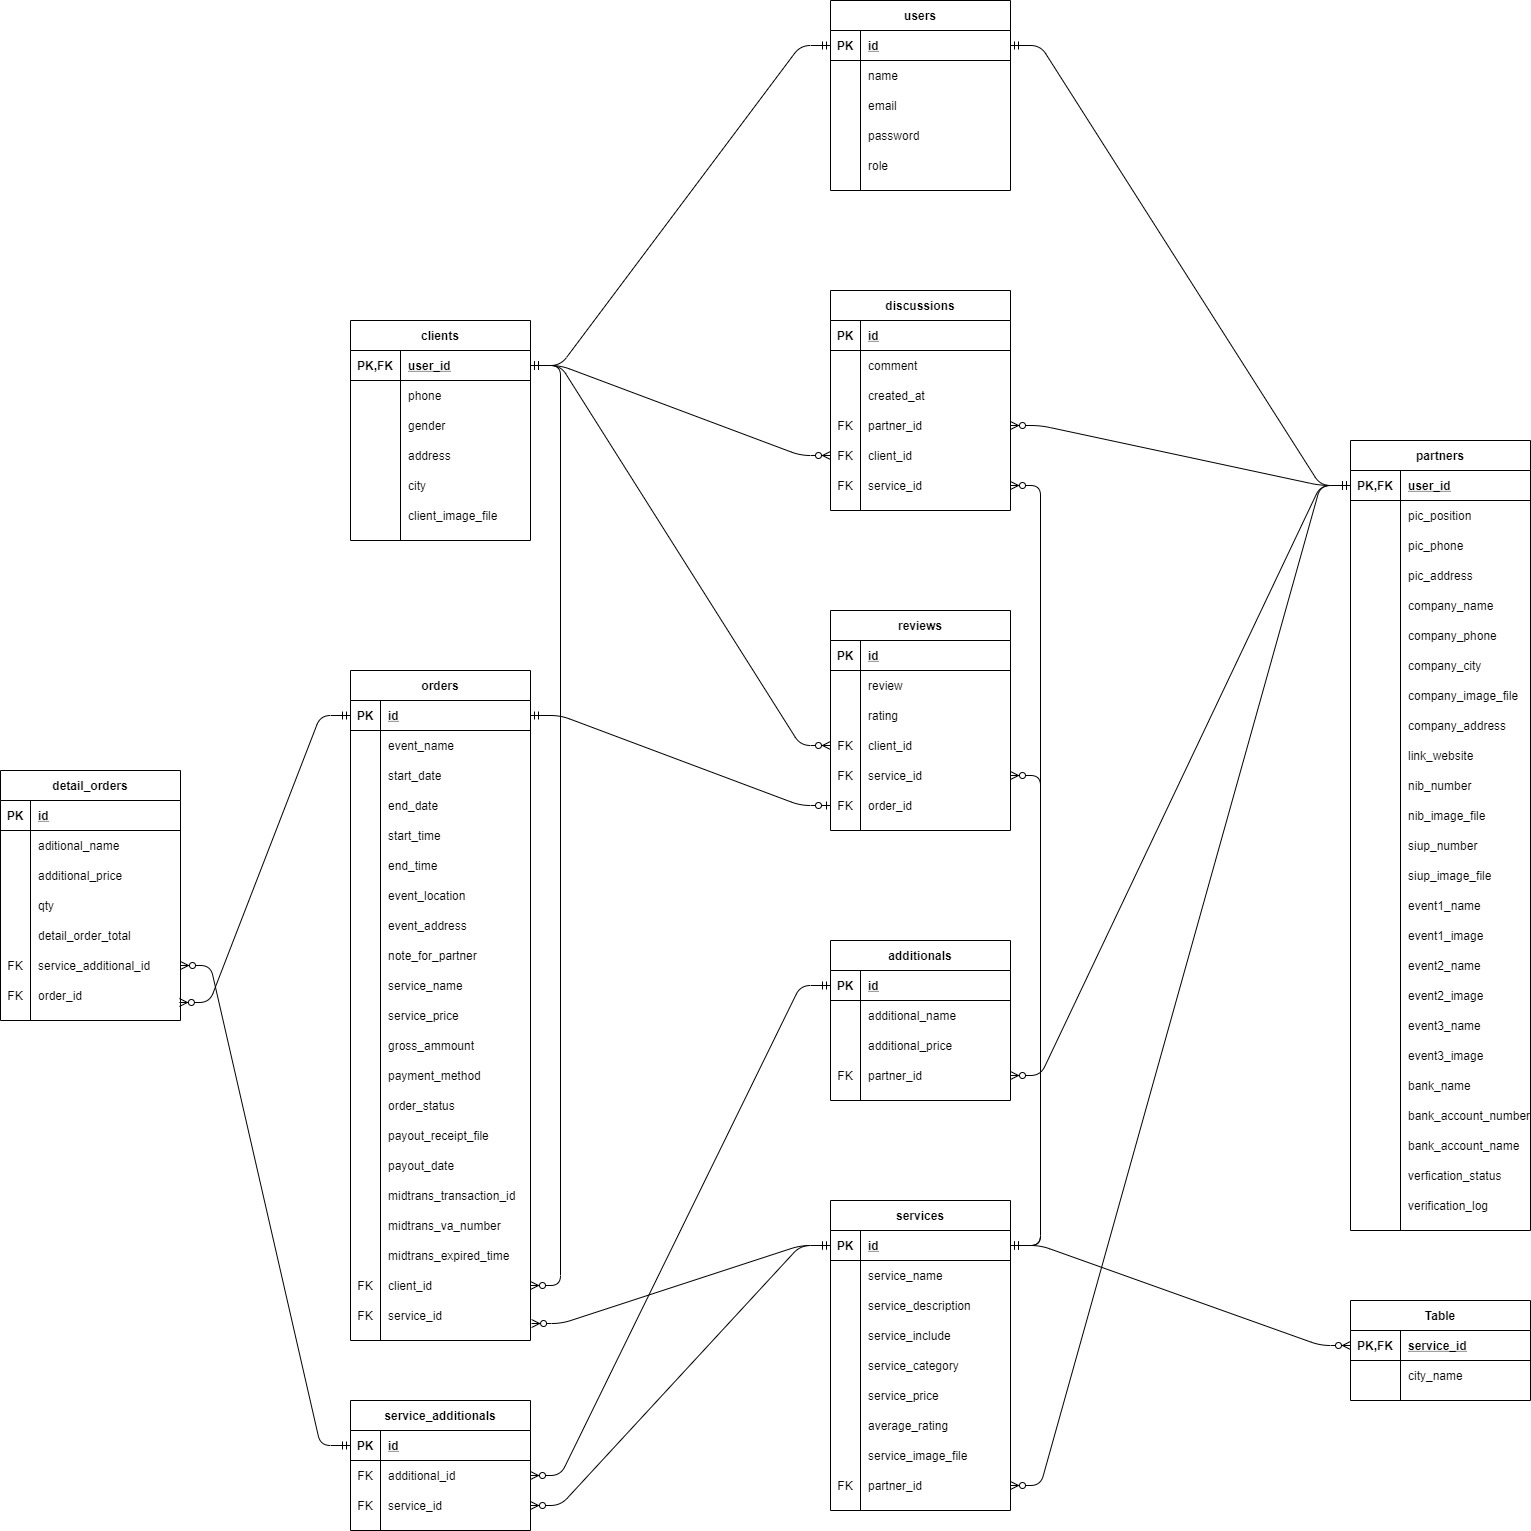 users
PK id
name
email
password
role
discussions
PK id
comment
created_at
FK partner_id
FK client_id
FK service_id
clients
PK,FK user_id
phone
gender
address
city
client_image_file
partners
PK,FK user_id
pic_position
pic_phone
pic_address
company_name
company_phone
company_city
company_image_file
company_address
link_website
nib_number
nib_image_file
siup_number
siup_image_file
event1_name
event1_image
event2_name
event2_image
event3_name
event3_image
bank_name
bank_account_number
bank_account_name
verfication_status
verification_log
reviews
PK id
review
rating
FK client_id
FK service_id
FK order_id
orders
PK id
event_name
start_date
end_date
start_time
end_time
event_location
event_address
note_for_partner
service_name
service_price
gross_ammount
payment_method
order_status
payout_receipt_file
payout_date
midtrans_transaction_id
midtrans_va_number
midtrans_expired_time
FK client_id
FK service_id
detail_orders
PK id
aditional_name
additional_price
qty
detail_order_total
FK service_additional_id
FK order_id
additionals
PK id
additional_name
additional_price
FK partner_id
services
PK id
service_name
service_description
service_include
service_category
service_price
average_rating
service_image_file
FK partner_id
Table
PK,FK service_id
city_name
service_additionals
PK id
FK additional_id
FK service_id